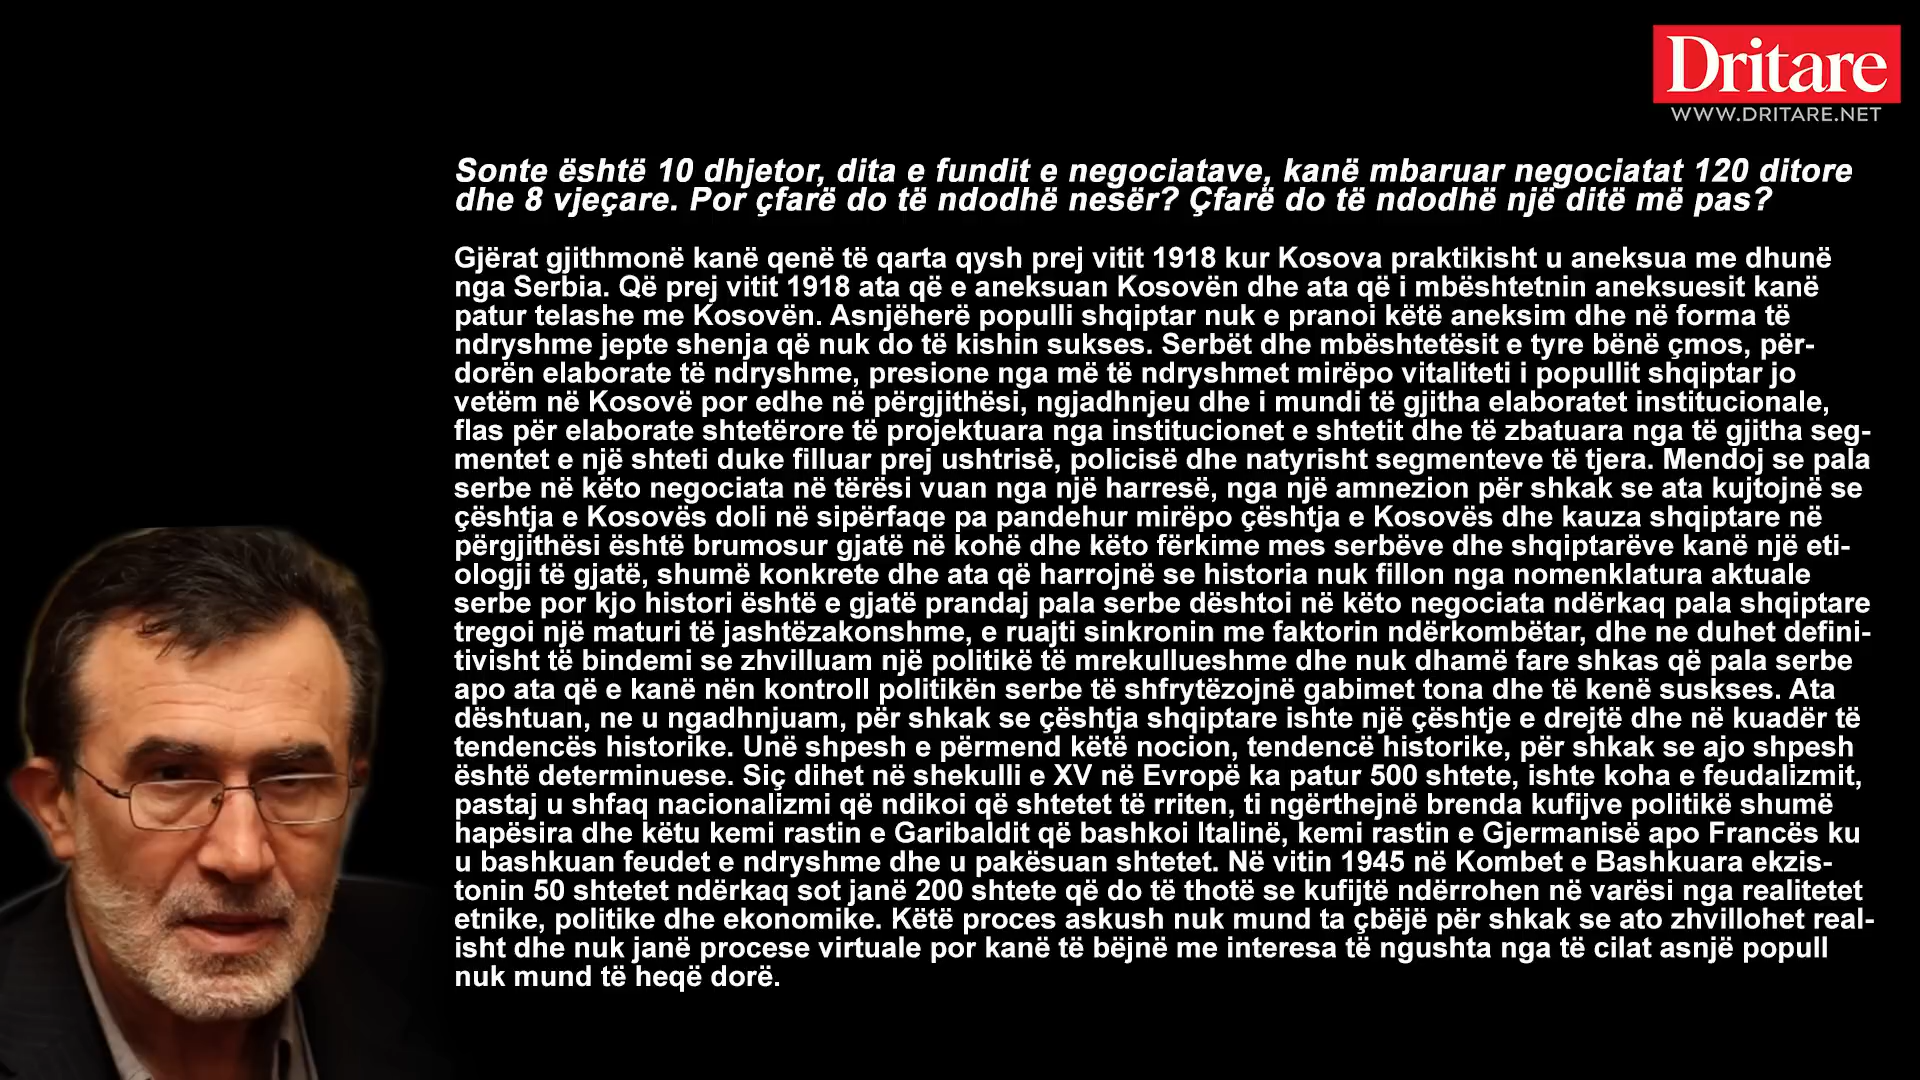 Dritare
WWW.DRITARE.NET
Sonte është 10 dhjetor, dita e fundit e negociatave, kanë mbaruar negociatat 120 ditore
dhe 8 vjeçare. Por çfarë do të ndodhë nesër? Çfarë do të ndodhë një ditë më pas?
Gjërat gjithmonë kanë qenë të qarta qysh prej vitit 1918 kur Kosova praktikisht u aneksua me dhunë
nga Serbia. Që prej vitit 1918 ata që e aneksuan Kosovën dhe ata që i mbështetnin aneksuesit kanë
patur telashe me Kosovën. Asnjëherë populli shqiptar nuk e pranoi këtë aneksim dhe në forma të
ndryshme jepte shenja që nuk do të kishin sukses. Serbët dhe mbështetësit e tyre bënë çmos, për-
dorën elaborate të ndryshme, presione nga më të ndryshmet mirëpo vitaliteti i popullit shqiptar jo
vetëm në Kosovë por edhe në përgjithësi, ngjadhnjeu dhe i mundi të gjitha elaboratet institucionale,
flas për elaborate shtetërore të projektuara nga institucionet e shtetit dhe të zbatuara nga të gjitha seg-
mentet e një shteti duke filluar prej ushtrisë, policisë dhe natyrisht segmenteve të tjera. Mendoj se pala
serbe në këto negociata në tërësi vuan nga një harresë, nga një amnezion për shkak se ata kujtojnë se
çështja e Kosovës doli në sipërfaqe pa pandehur mirëpo çështja e Kosovës dhe kauza shqiptare në
përgjithësi është brumosur gjatë në kohë dhe këto fërkime mes serbëve dhe shqiptarëve kanë një eti-
ologji të gjatë, shumë konkrete dhe ata që harrojnë se historia nuk fillon nga nomenklatura aktuale
serbe por kjo histori është e gjatë prandaj pala serbe dështoi në këto negociata ndërkaq pala shqiptare
tregoi një maturi të jashtëzakonshme, e ruajti sinkronin me faktorin ndërkombëtar, dhe ne duhet defini-
tivisht të bindemi se zhvilluam një politikë të mrekullueshme dhe nuk dhamë fare shkas që pala serbe
apo ata që e kanë nën kontroll politikën serbe të shfrytëzojnë gabimet tona dhe të kenë suskses. Ata
dështuan, ne u ngadhnjuam, për shkak se çështja shqiptare ishte një çështje e drejtë dhe në kuadër të
tendencës historike. Unë shpesh e përmend këtë nocion, tendencë historike, për shkak se ajo shpesh
është determinuese. Siç dihet në shekulli e XV në Evropë ka patur 500 shtete, ishte koha e feudalizmit,
pastaj u shfaq nacionalizmi që ndikoi që shtetet të rriten, ti ngërthejnë brenda kufijve politikë shumë
hapësira dhe këtu kemi rastin e Garibaldit që bashkoi Italinë, kemi rastin e Gjermanisë apo Francës ku
u bashkuan feudet e ndryshme dhe u pakësuan shtetet. Në vitin 1945 në Kombet e Bashkuara ekzis-
tonin 50 shtetet ndërkaq sot janë 200 shtete që do të thotë se kufijtë ndërrohen në varësi nga realitetet
etnike, politike dhe ekonomike. Këtë proces askush nuk mund ta çbëjë për shkak se ato zhvillohet real-
isht dhe nuk janë procese virtuale por kanë të bëjnë me interesa të ngushta nga të cilat asnjë popull
nuk mund të heqë dorë.